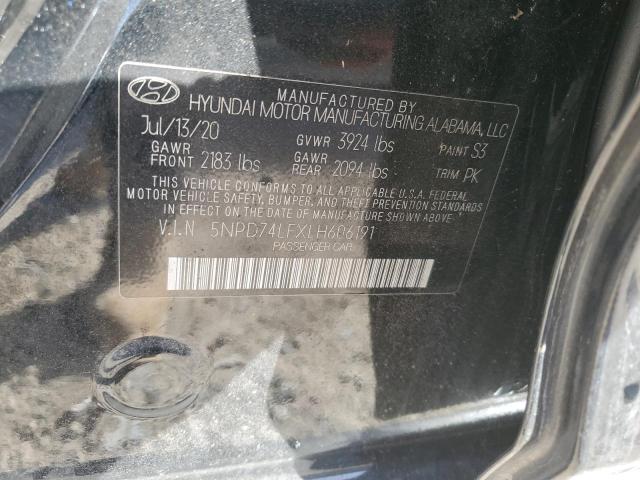 MANUFACTURED BY
HYUNDAI MOTOR MANUFACTURING ALABAMA, LLC
Jul/13/20 GVWR 3924 lbs PAINT S3
GAWR FRONT 2183 lbs GAWR REAR 2094 lbs TRIM PK
THIS VEHICLE CONFORMS TO ALL APPLICABLE U.S.A. FEDERAL
MOTOR VEHICLE SAFETY, BUMPER, AND THEFT PREVENTION STANDARDS
IN EFFECT ON THE DATE OF MANUFACTURE SHOWN ABOVE.
V.I.N 5NPD74LFXLH606191
PASSENGER CAR